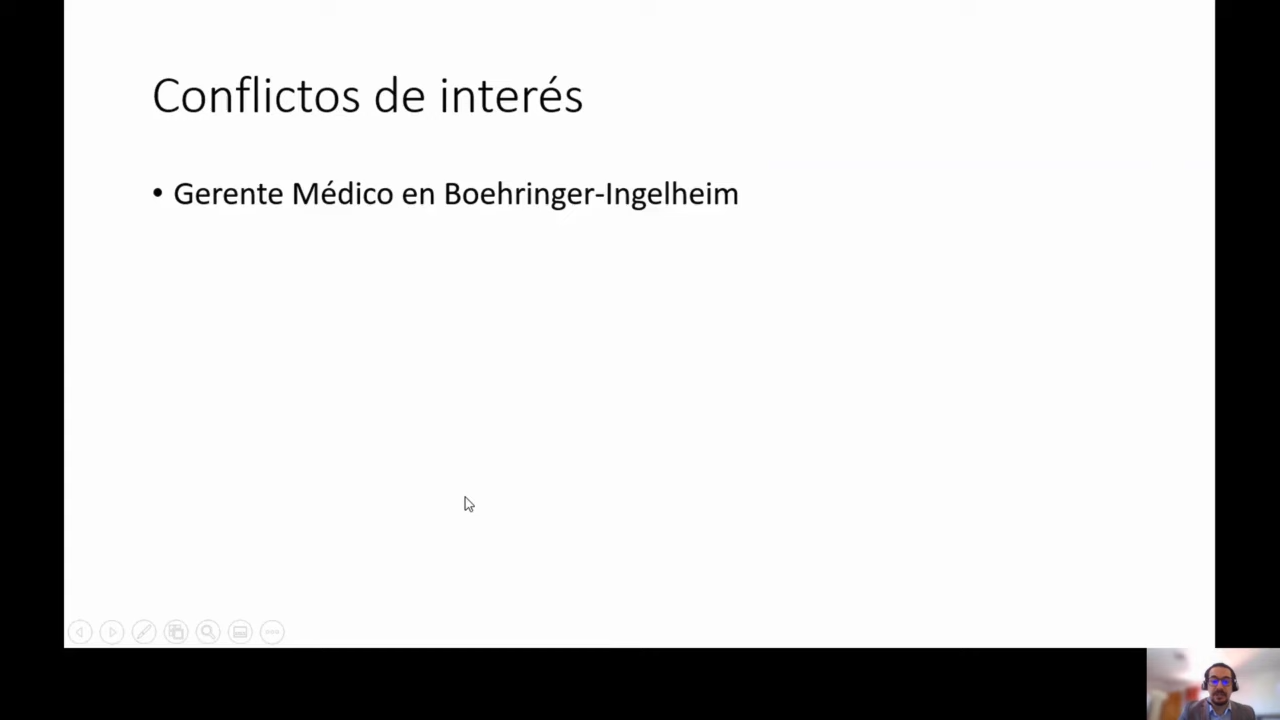 Conflictos de interés
• Gerente Médico en Boehringer-Ingelheim